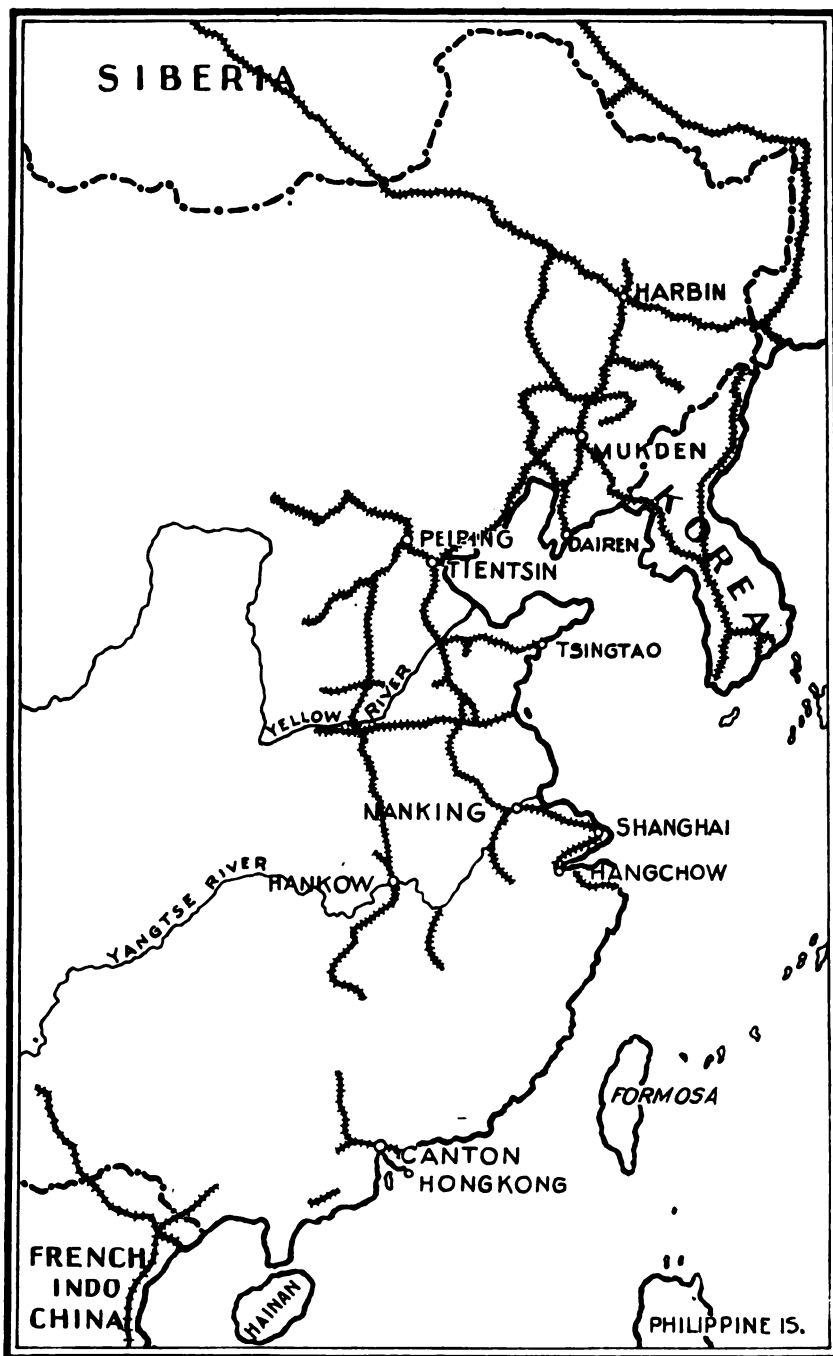 SIBERIA
HARBIN
MUKDEN
KOREA
PEIPING
DAIREN
TIENTSIN
TSINGTAO
YELLOW RIVER
NANKING
SHANGHAI
HANKOW
HANGCHOW
YANGTSE RIVER
FORMOSA
CANTON
HONGKONG
FRENCH
INDO
CHINA
HAINAN
PHILIPPINE IS.